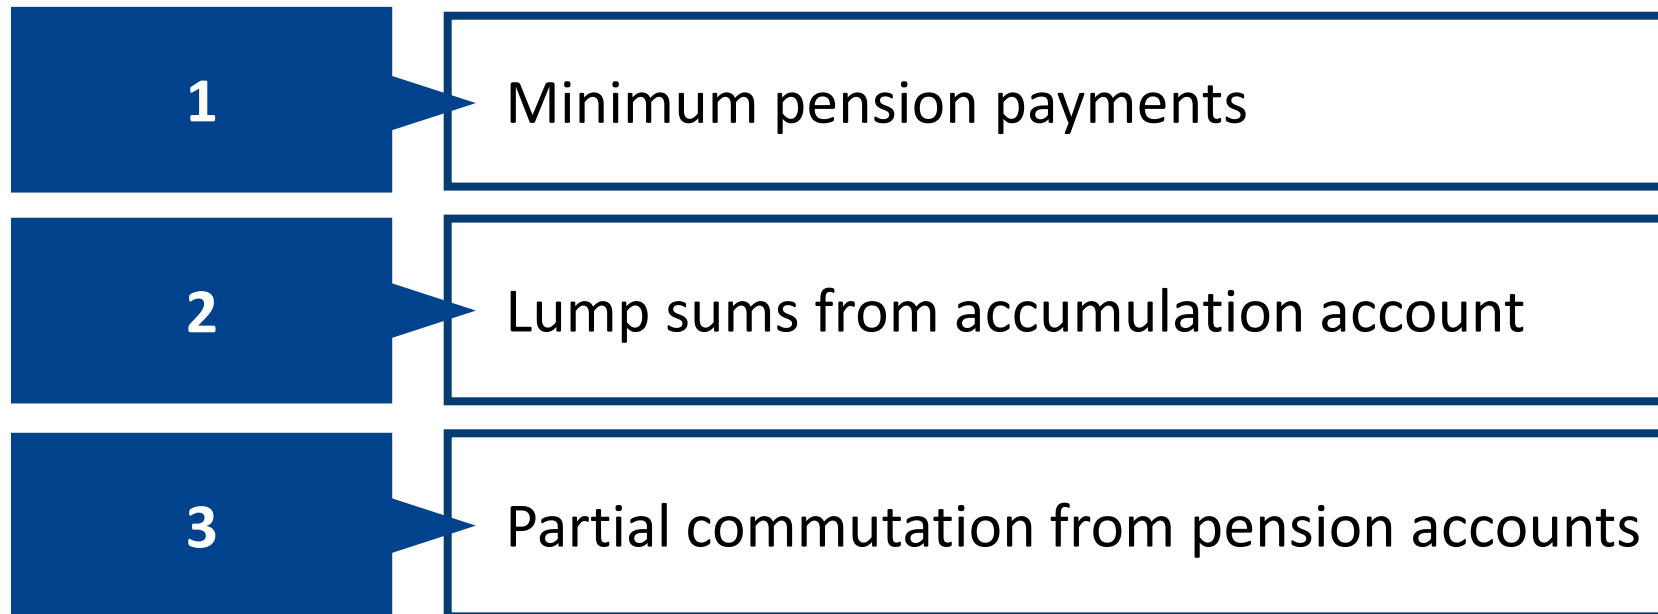 1
Minimum pension payments
2
Lump sums from accumulation account
3
Partial commutation from pension accounts